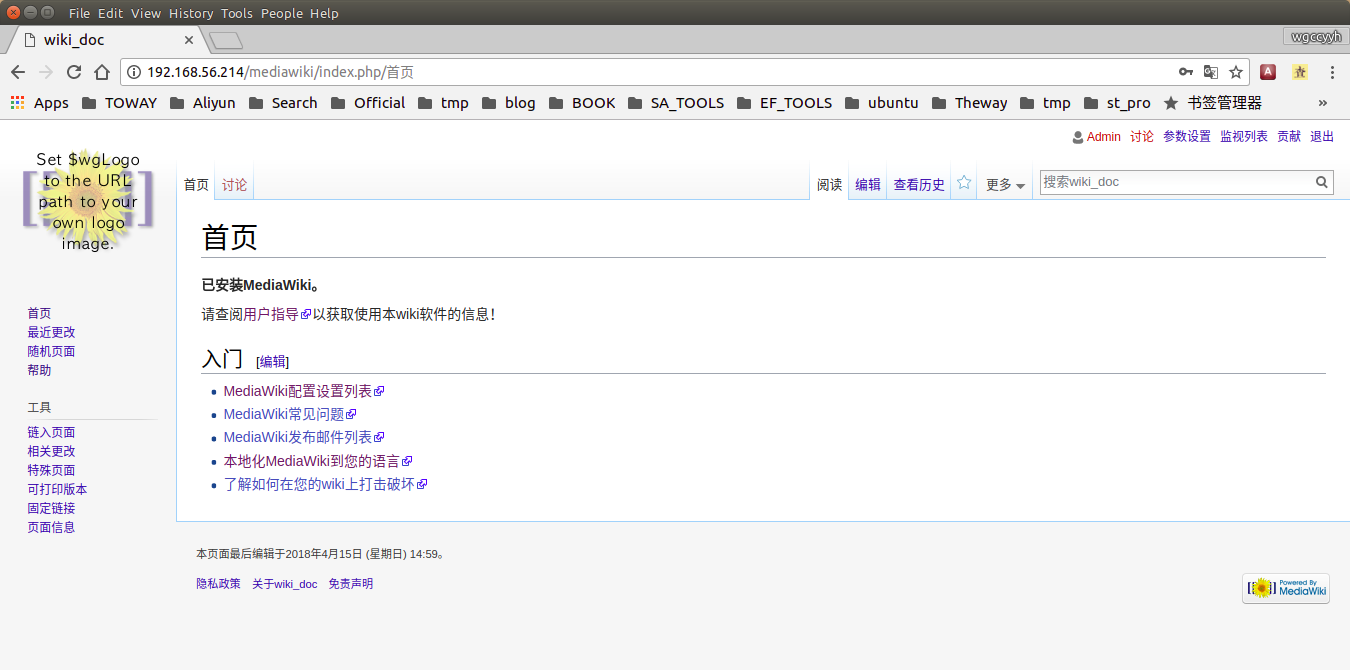 File Edit View History Tools People Help
wiki_doc
wgccyyh
192.168.56.214/mediawiki/index.php/首页
Apps TOWAY Aliyun Search Official tmp blog BOOK SA_TOOLS EF_TOOLS ubuntu Theway tmp st_pro 书签管理器 »
Admin 讨论 参数设置 监视列表 贡献 退出
Set $wgLogo
to the URL
path to your
own logo
image.
首页 讨论 阅读 编辑 查看历史 更多 搜索wiki_doc
首页
已安装MediaWiki。
请查阅用户指导以获取使用本wiki软件的信息！
入门 [编辑]
MediaWiki配置设置列表
MediaWiki常见问题
MediaWiki发布邮件列表
本地化MediaWiki到您的语言
了解如何在您的wiki上打击破坏
首页
最近更改
随机页面
帮助
工具
链入页面
相关更改
特殊页面
可打印版本
固定链接
页面信息
本页面最后编辑于2018年4月15日 (星期日) 14:59。
隐私政策 关于wiki_doc 免责声明
Powered By
MediaWiki